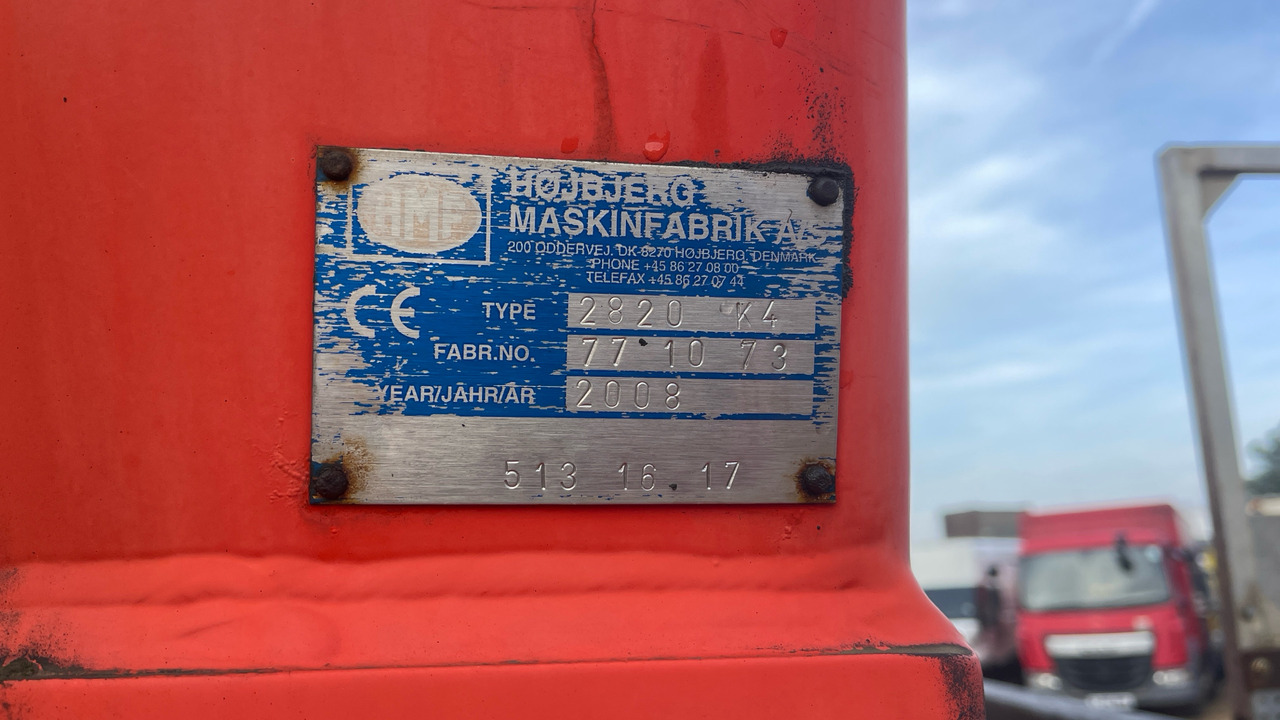 HMF
HØJBJERG
MASKINFABRIK A/S
200 ODDERVEJ. DK-8270 HØJBJERG, DENMARK
PHONE +45 86 27 08 00
TELEFAX +45 86 27 07 44
CE
TYPE 2820 K4
FABR.NO. 77 10 73
YEAR/JAHR/ÅR 2008
513 16.17